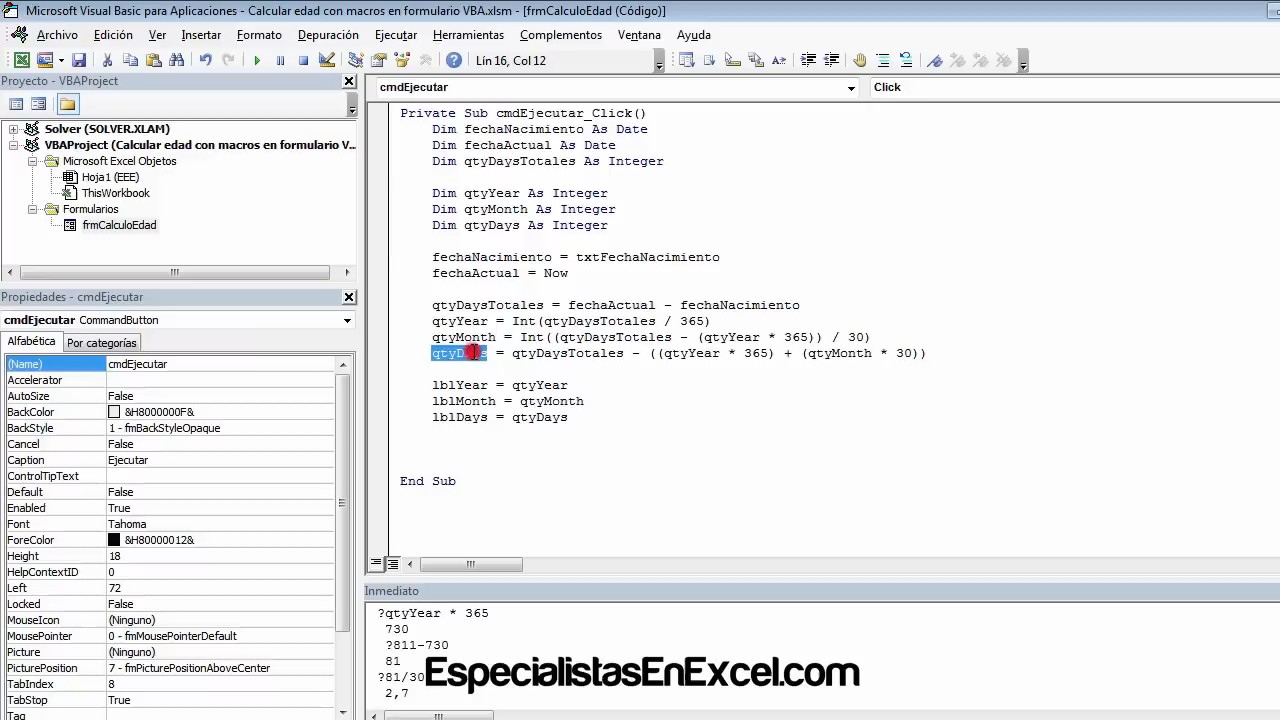 Microsoft Visual Basic para Aplicaciones - Calcular edad con macros en formulario VBA.xlsm - [frmCalculoEdad (Código)]
Archivo Edición Ver Insertar Formato Depuración Ejecutar Herramientas Complementos Ventana Ayuda
Lín 16, Col 12
Proyecto - VBAProject
Solver (SOLVER.XLAM)
VBAProject (Calcular edad con macros en formulario V...
Microsoft Excel Objetos
Hoja1 (EEE)
ThisWorkbook
Formularios
frmCalculoEdad
Propiedades - cmdEjecutar
cmdEjecutar CommandButton
Alfabética Por categorías
(Name) cmdEjecutar
Accelerator
AutoSize False
BackColor &H8000000F&
BackStyle 1 - fmBackStyleOpaque
Cancel False
Caption Ejecutar
ControlTipText
Default False
Enabled True
Font Tahoma
ForeColor &H80000012&
Height 18
HelpContextID 0
Left 72
Locked False
MouseIcon (Ninguno)
MousePointer 0 - fmMousePointerDefault
Picture (Ninguno)
PicturePosition 7 - fmPicturePositionAboveCenter
TabIndex 8
TabStop True
Tag
cmdEjecutar Click
Private Sub cmdEjecutar_Click()
Dim fechaNacimiento As Date
Dim fechaActual As Date
Dim qtyDaysTotales As Integer
Dim qtyYear As Integer
Dim qtyMonth As Integer
Dim qtyDays As Integer
fechaNacimiento = txtFechaNacimiento
fechaActual = Now
qtyDaysTotales = fechaActual - fechaNacimiento
qtyYear = Int(qtyDaysTotales / 365)
qtyMonth = Int((qtyDaysTotales - (qtyYear * 365)) / 30)
qtyDays = qtyDaysTotales - ((qtyYear * 365) + (qtyMonth * 30))
lblYear = qtyYear
lblMonth = qtyMonth
lblDays = qtyDays
End Sub
Inmediato
?qtyYear * 365
730
?811-730
81
?81/30
2,7
EspecialistasEnExcel.com